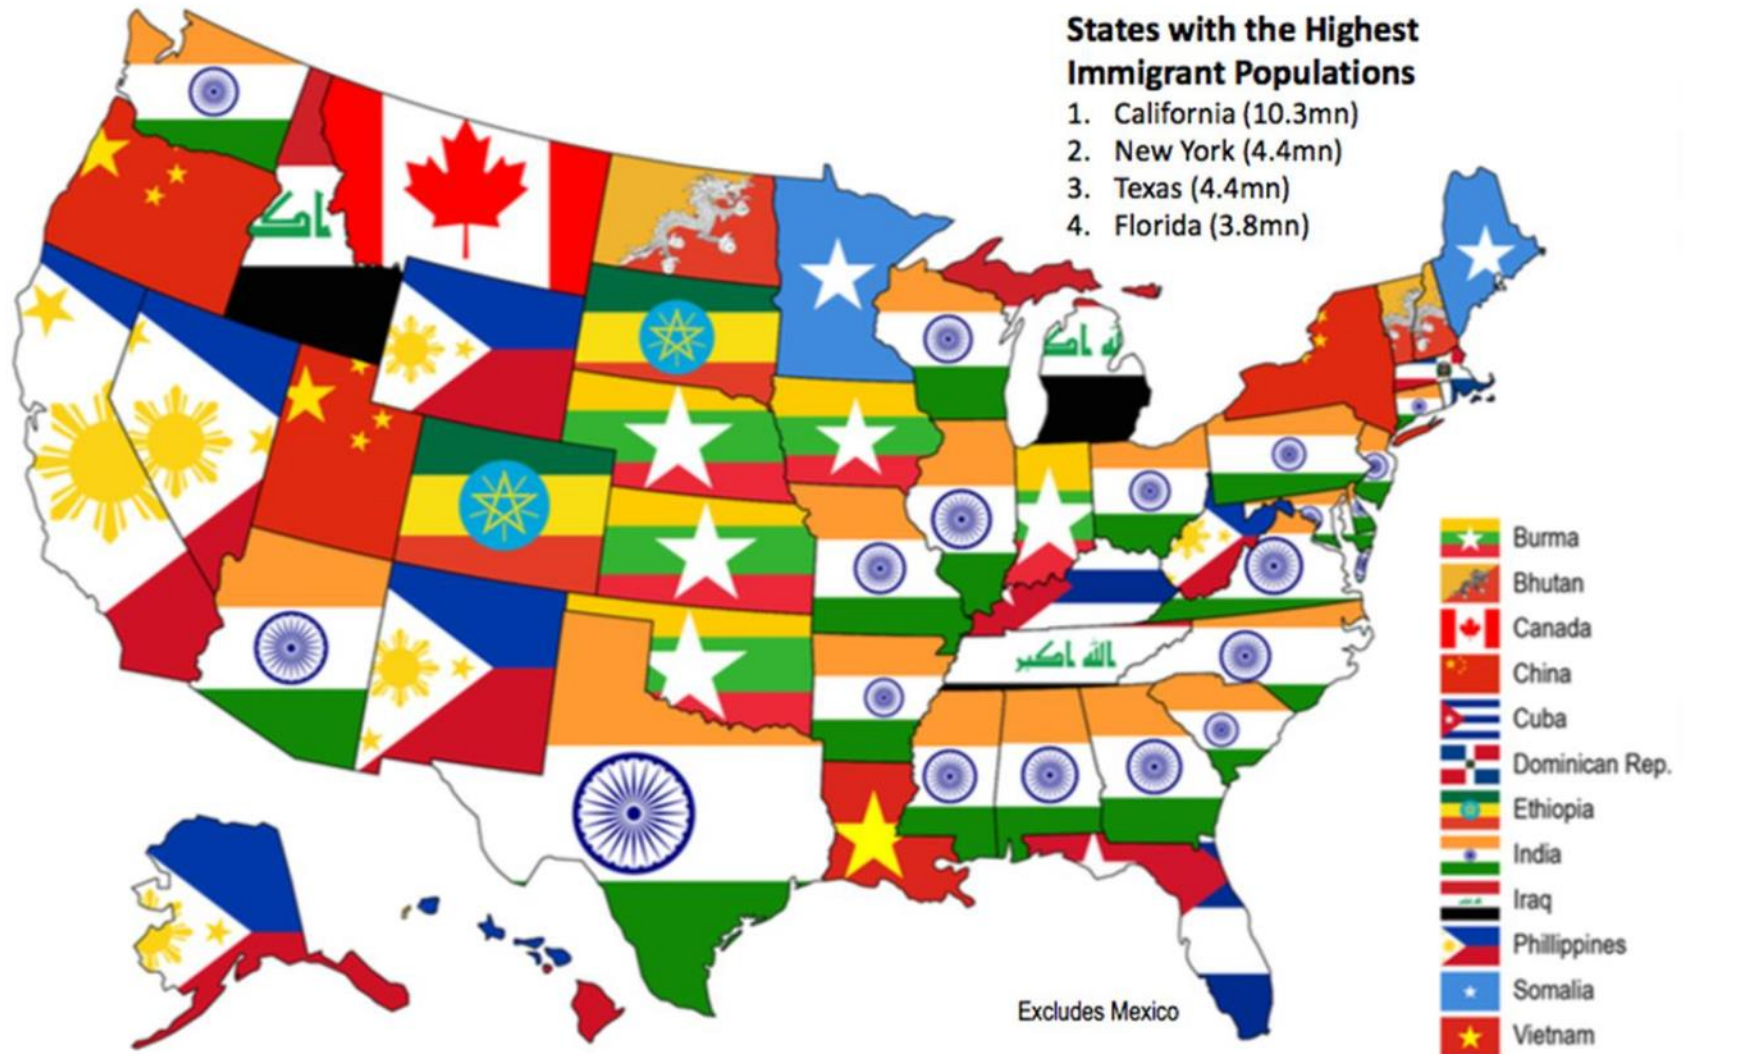 States with the Highest
Immigrant Populations
1. California (10.3mn)
2. New York (4.4mn)
3. Texas (4.4mn)
4. Florida (3.8mn)
الله اكبر
Burma
Bhutan
Canada
China
Cuba
Dominican Rep.
Ethiopia
India
Iraq
Phillippines
Somalia
Vietnam
Excludes Mexico